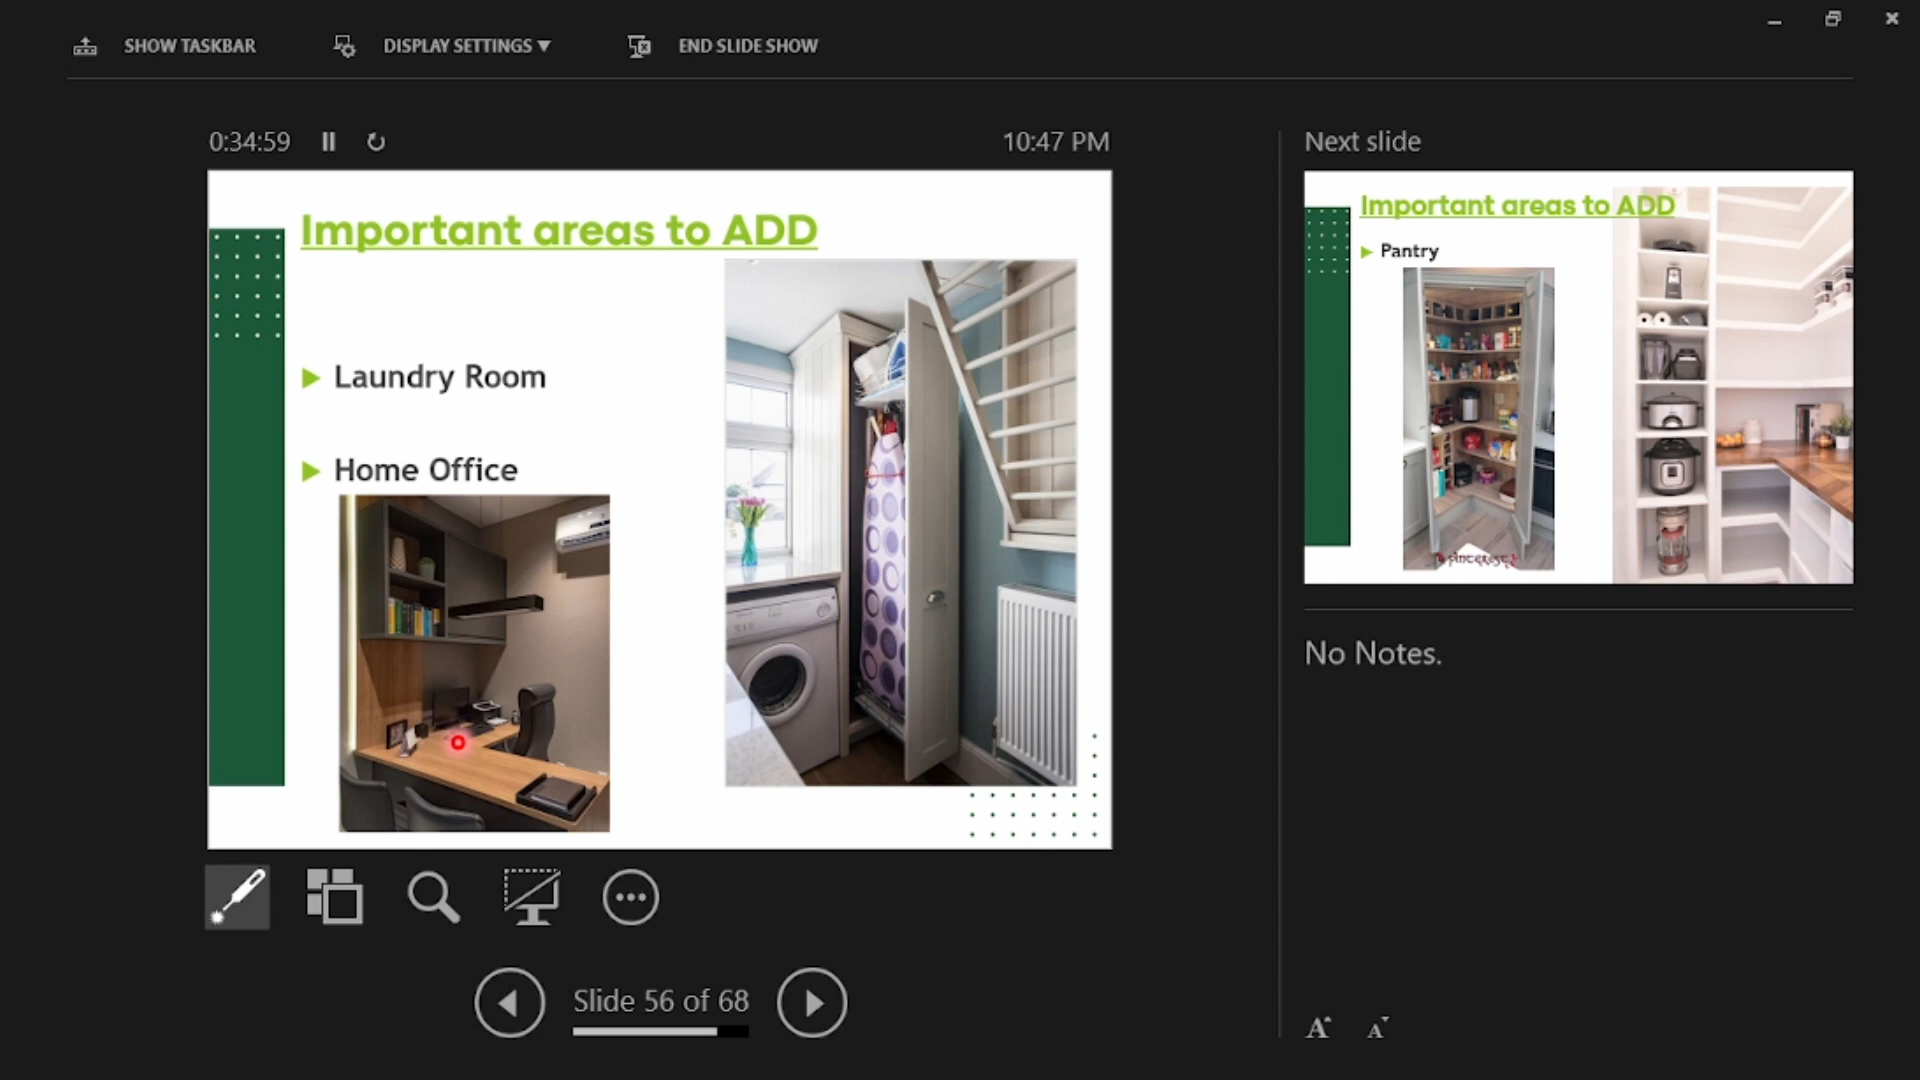 SHOW TASKBAR
DISPLAY SETTINGS ▼
END SLIDE SHOW
0:34:59
10:47 PM
Important areas to ADD
Laundry Room
Home Office
Slide 56 of 68
Next slide
Important areas to ADD
Pantry
Pinterest
No Notes.
A A